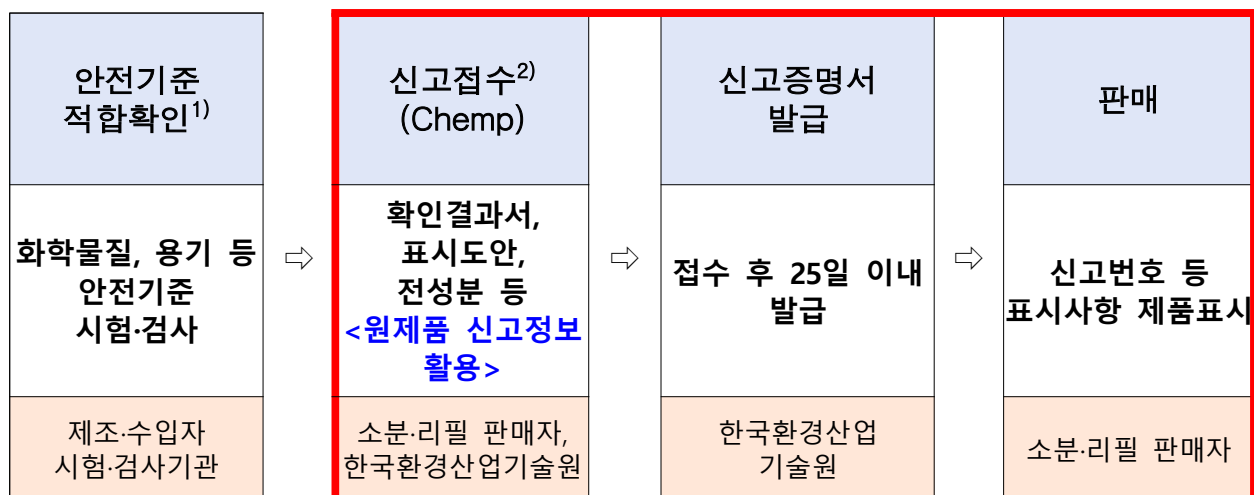 안전기준
적합확인1)
신고접수2)
(Chemp)
신고증명서
발급
판매
화학물질, 용기 등
안전기준
시험·검사
⇨
확인결과서,
표시도안,
전성분 등
<원제품 신고정보
활용>
⇨
접수 후 25일 이내
발급
⇨
신고번호 등
표시사항 제품표시
제조·수입자
시험·검사기관
소분·리필 판매자,
한국환경산업기술원
한국환경산업
기술원
소분·리필 판매자